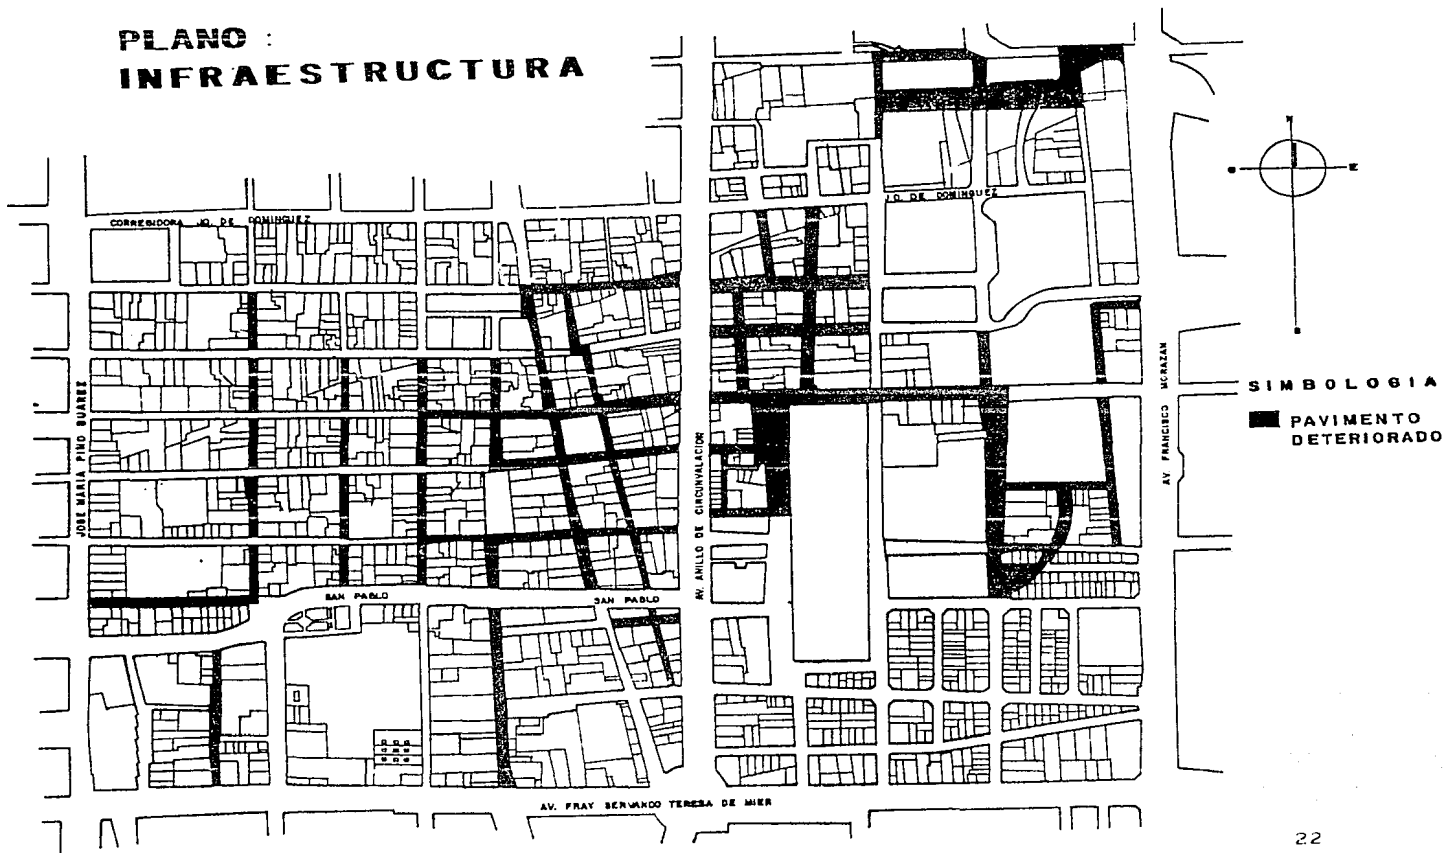 PLANO :
INFRAESTRUCTURA
CORREGIDORA JO. DE DOMINGUEZ
JO. DE DOMINGUEZ
JOSE MARIA PINO SUAREZ
AV. ANILLO DE CIRCUNVALACION
AV. FRANCISCO MORAZAN
SIMBOLOGIA
PAVIMENTO
DETERIORADO
SAN PABLO
SAN PABLO
AV. FRAY SERVANDO TERESA DE MIER
22